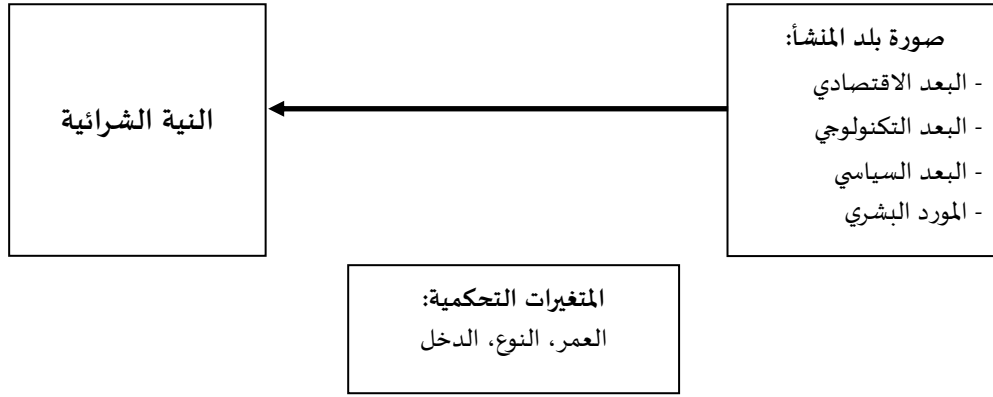 صورة بلد المنشأ:
- البعد الاقتصادي
- البعد التكنولوجي
- البعد السياسي
- المورد البشري
النية الشرائية
المتغيرات التحكمية:
العمر، النوع، الدخل